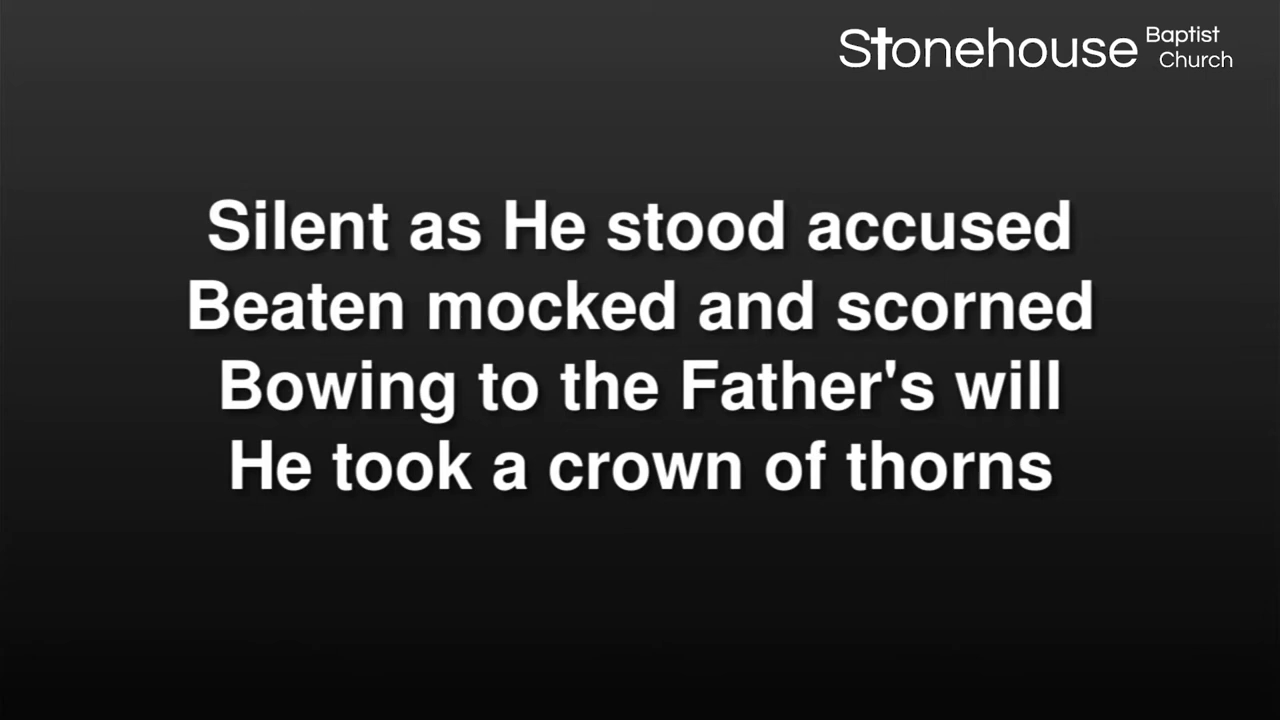 Stonehouse Baptist Church
Silent as He stood accused
Beaten mocked and scorned
Bowing to the Father's will
He took a crown of thorns